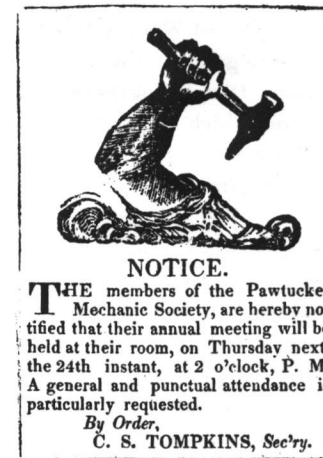 NOTICE.
THE members of the Pawtucke
Mechanic Society, are hereby no
tified that their annual meeting will be
held at their room, on Thursday next
the 24th instant, at 2 o'clock, P. M
A general and punctual attendance i
particularly requested.
By Order,
C. S. TOMPKINS, Sec'ry.